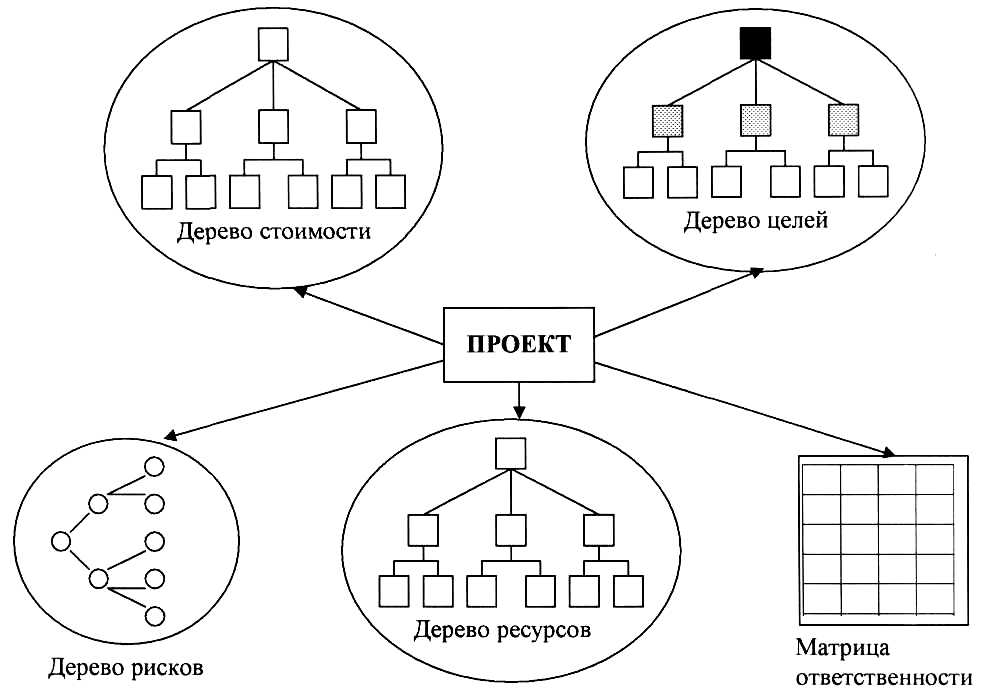 Дерево стоимости
Дерево целей
ПРОЕКТ
Дерево рисков
Дерево ресурсов
Матрица
ответственности